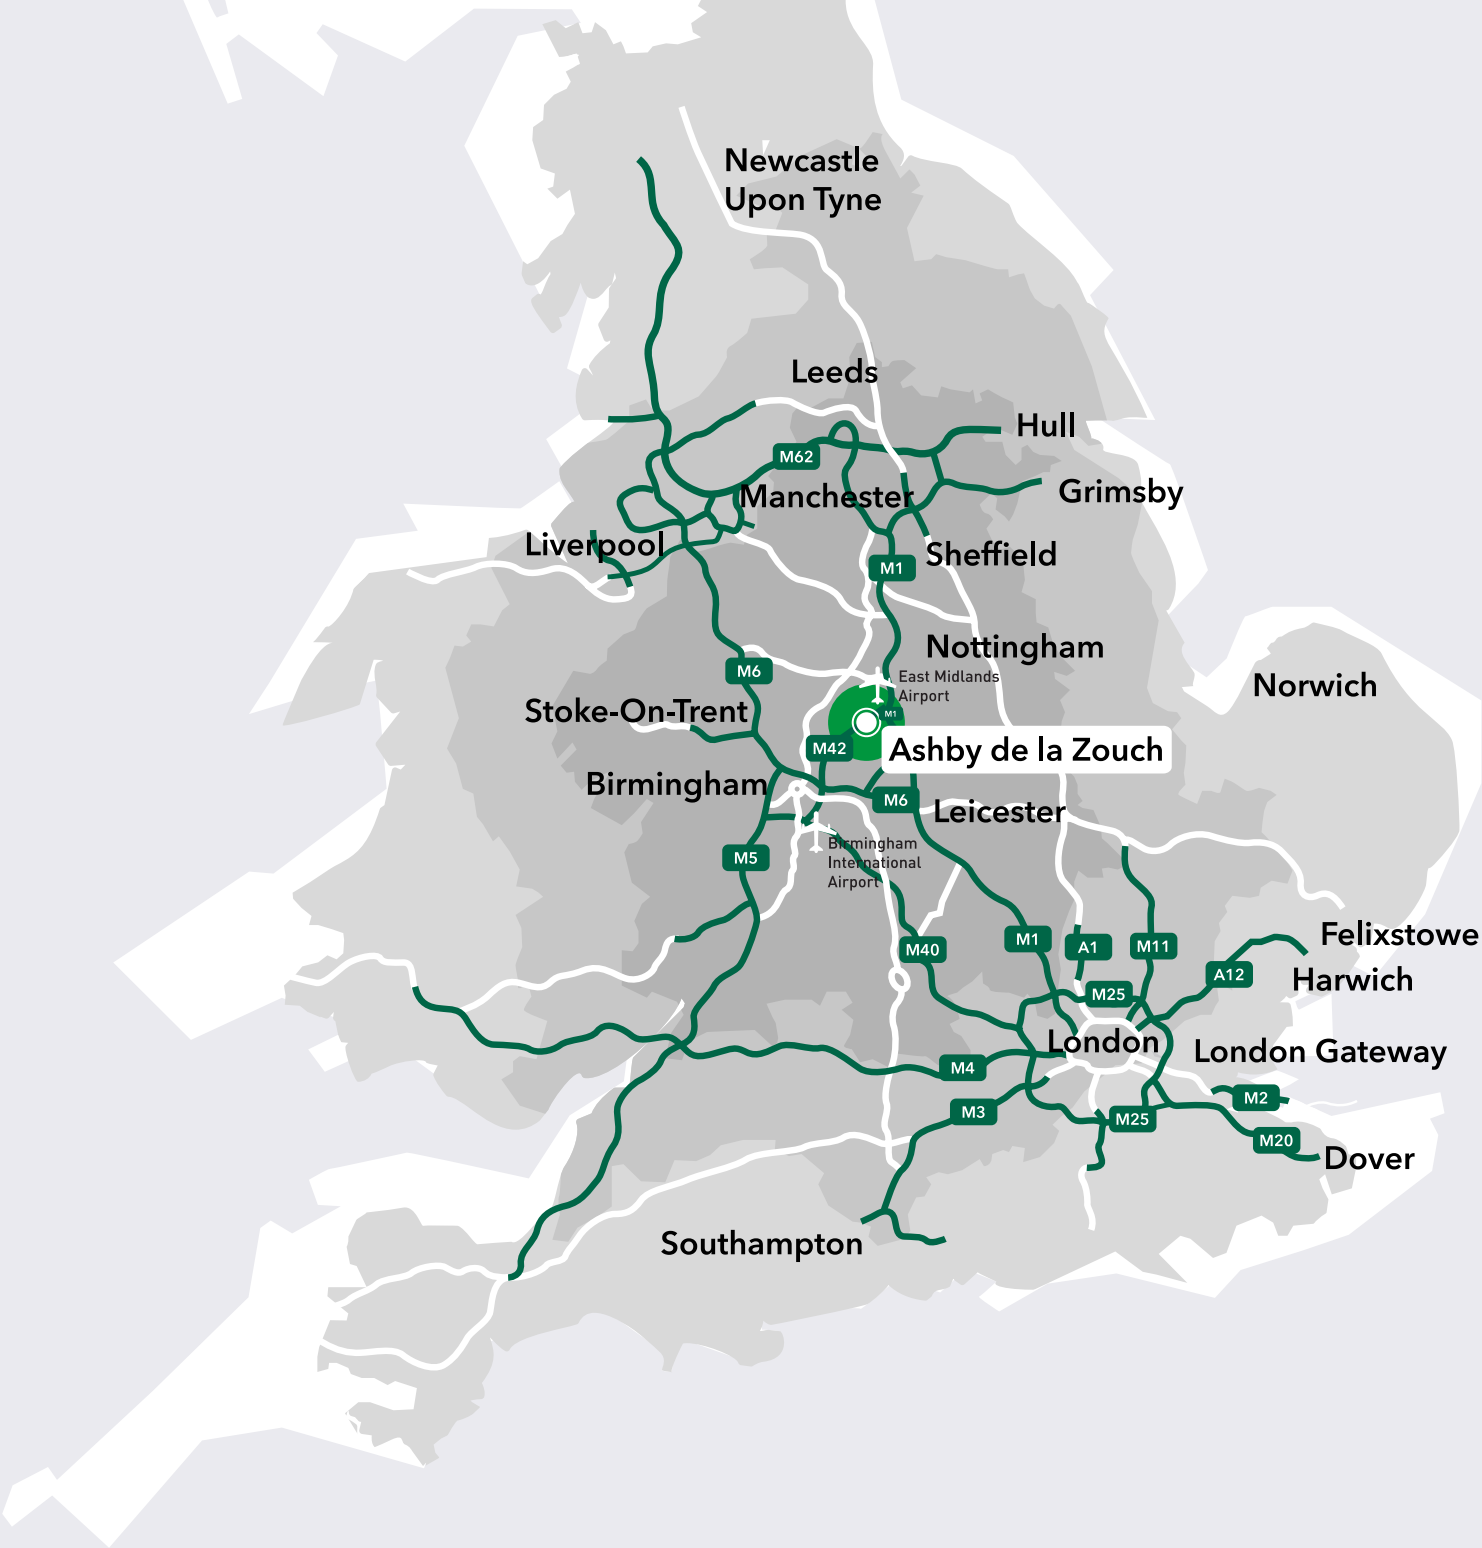 Newcastle
Upon Tyne
Leeds
Hull
M62
Grimsby
Manchester
Liverpool
Sheffield
M1
Nottingham
M6
East Midlands
Airport
Norwich
Stoke-On-Trent
M1
M42
Ashby de la Zouch
Birmingham
M6
Leicester
M5
Birmingham
International
Airport
Felixstowe
M40
M1
A1
M11
A12
Harwich
M25
London
London Gateway
M4
M2
M3
M25
M20
Dover
Southampton